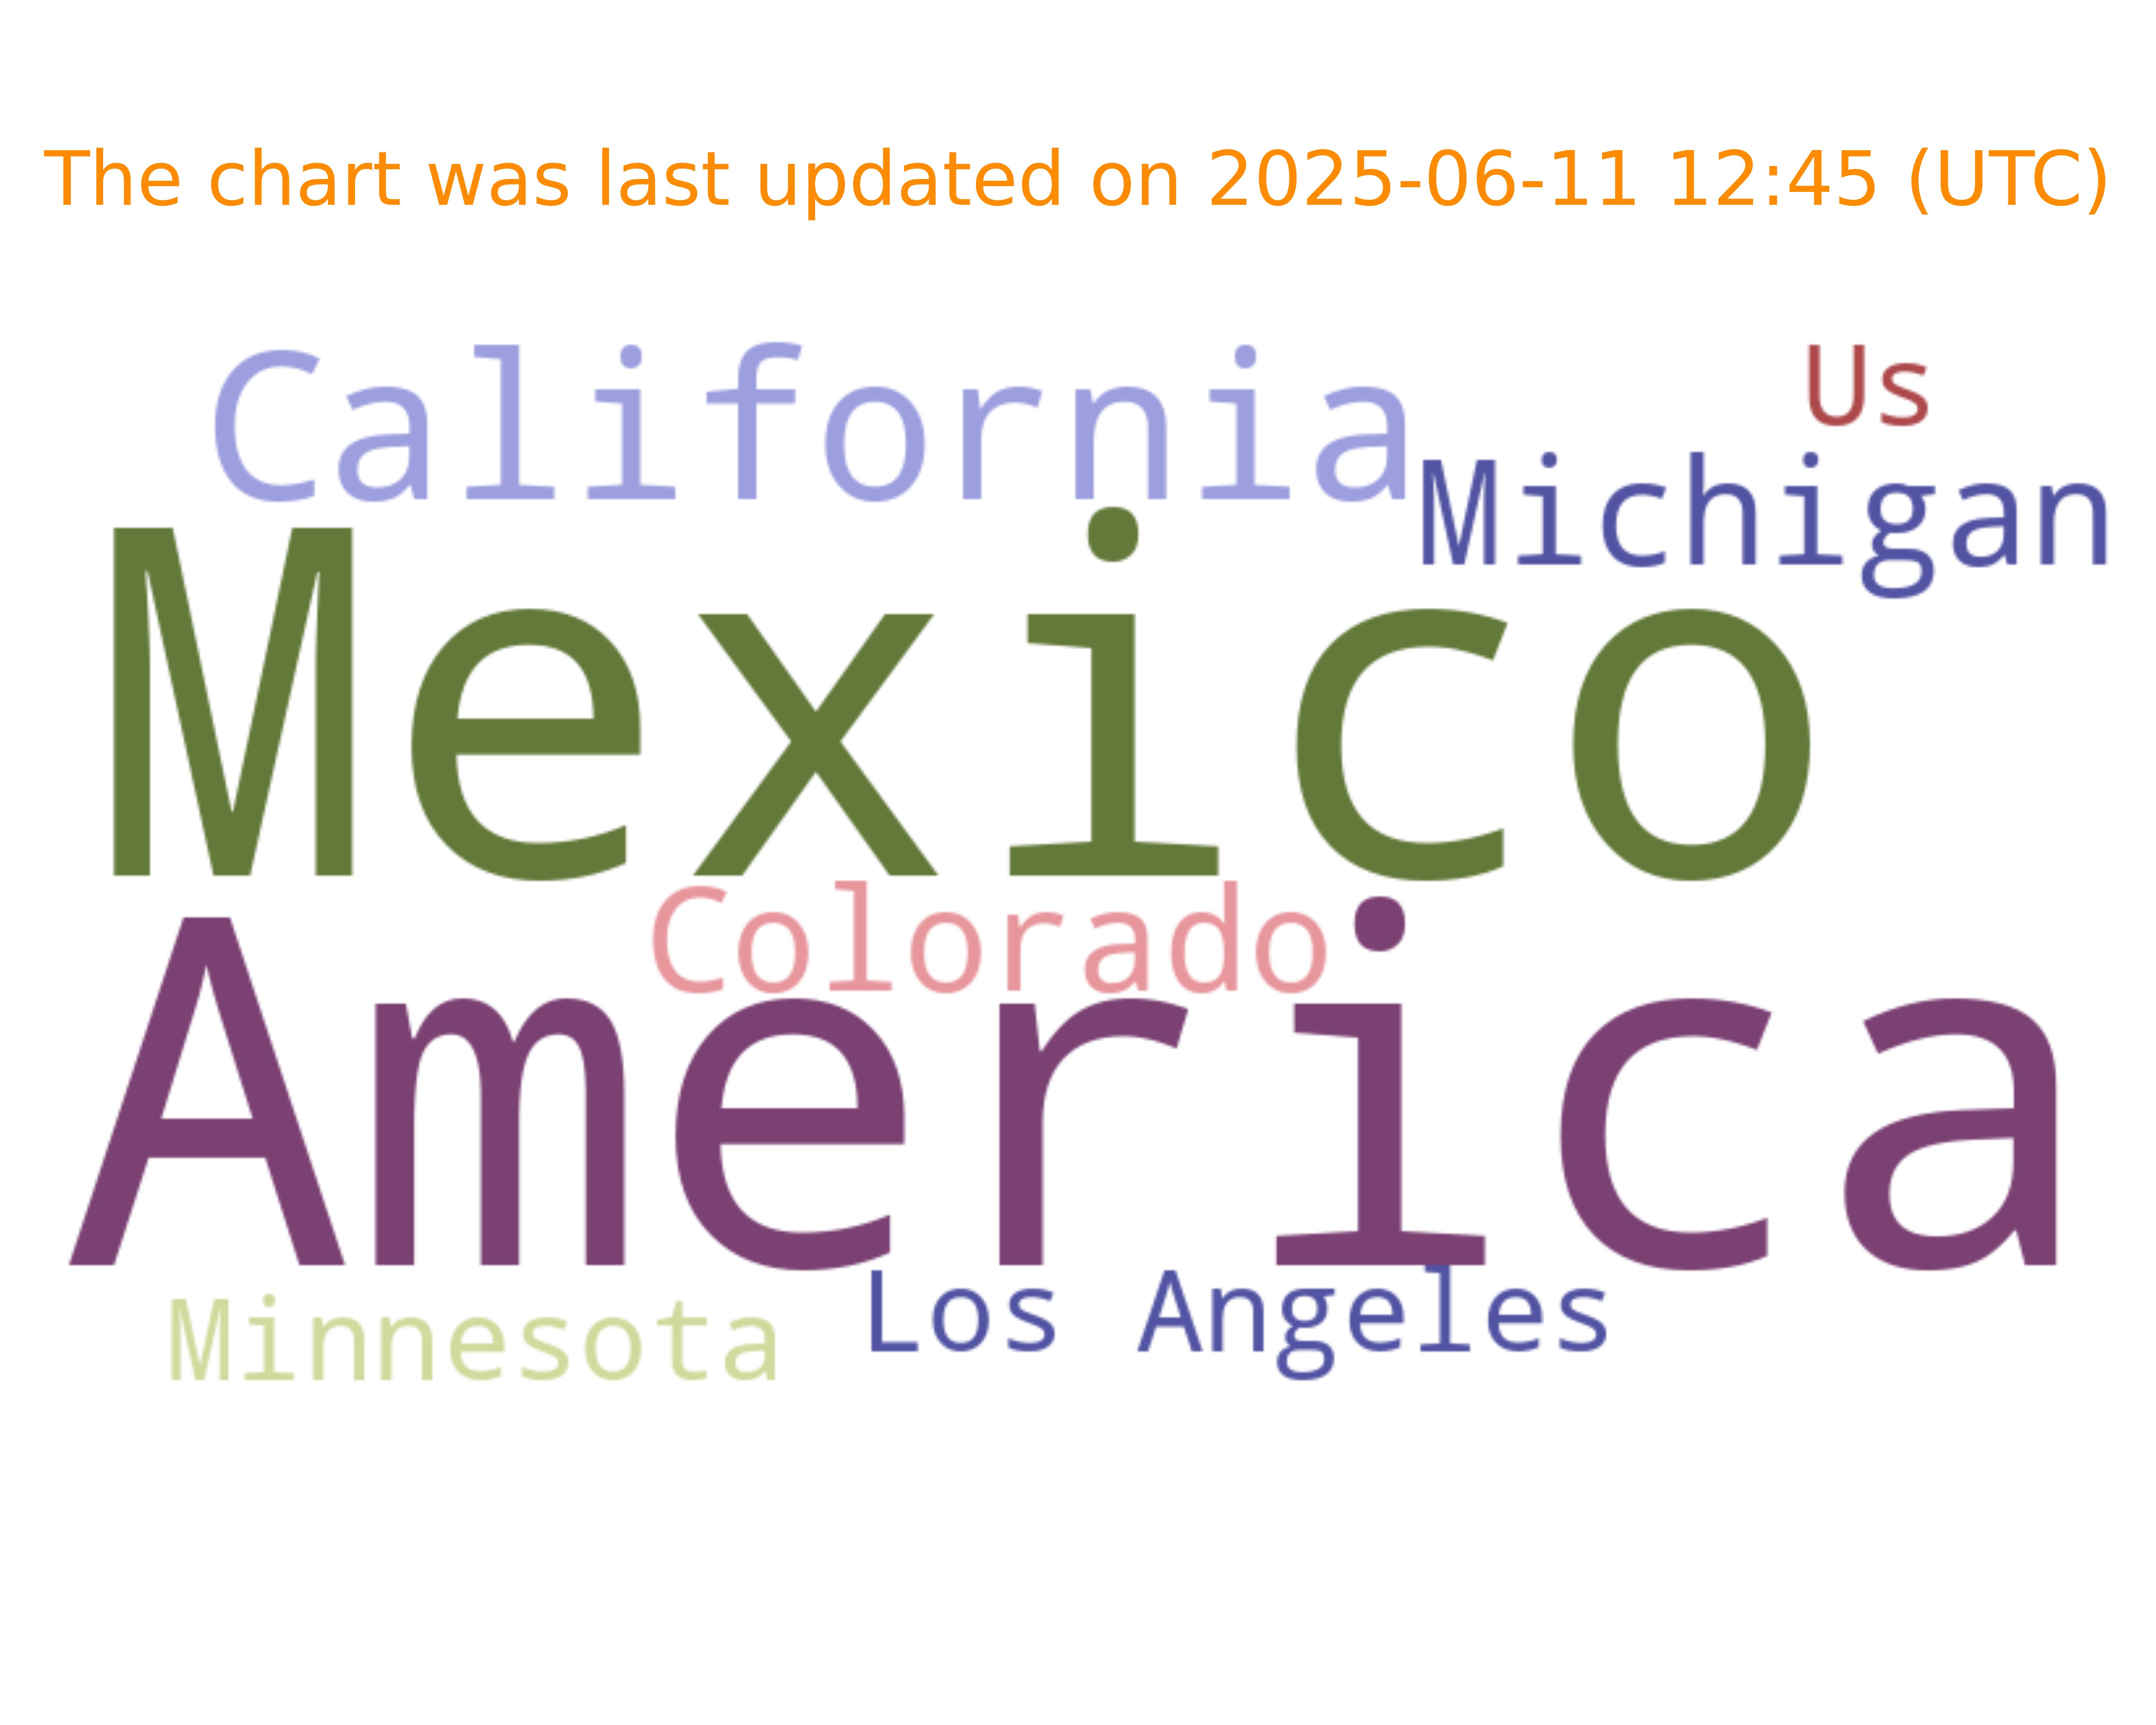 The chart was last updated on 2025-06-11 12:45 (UTC)
California
Us
Michigan
Mexico
Colorado
America
Los Angeles
Minnesota